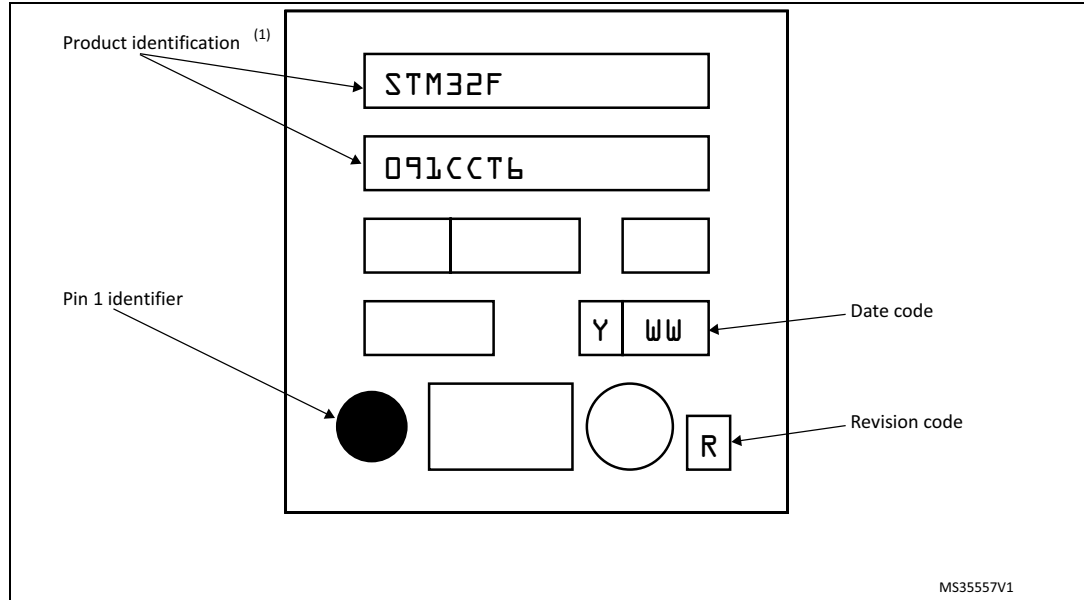 Product identification (1)
STM32F
091CCT6
Pin 1 identifier
Y WW
Date code
R
Revision code
MS35557V1